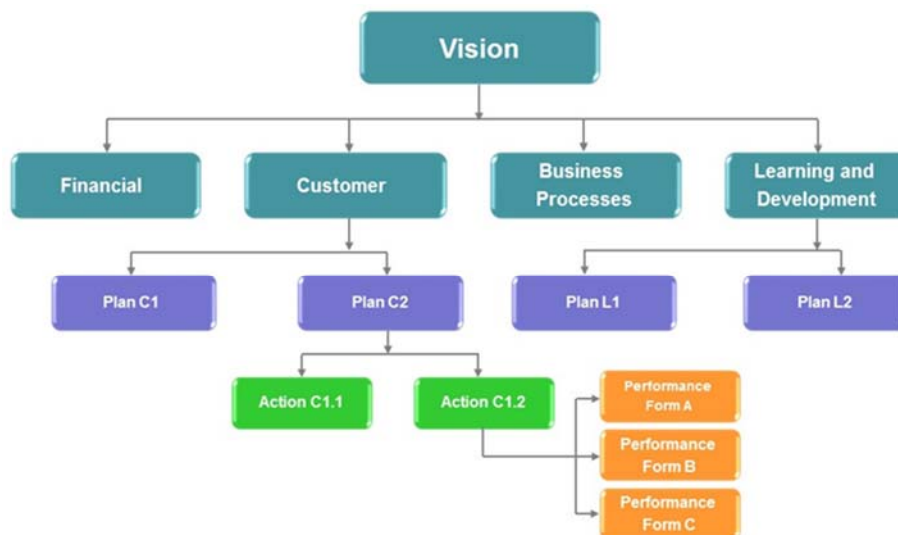 Vision
Financial
Customer
Business
Processes
Learning and
Development
Plan C1
Plan C2
Plan L1
Plan L2
Action C1.1
Action C1.2
Performance
Form A
Performance
Form B
Performance
Form C